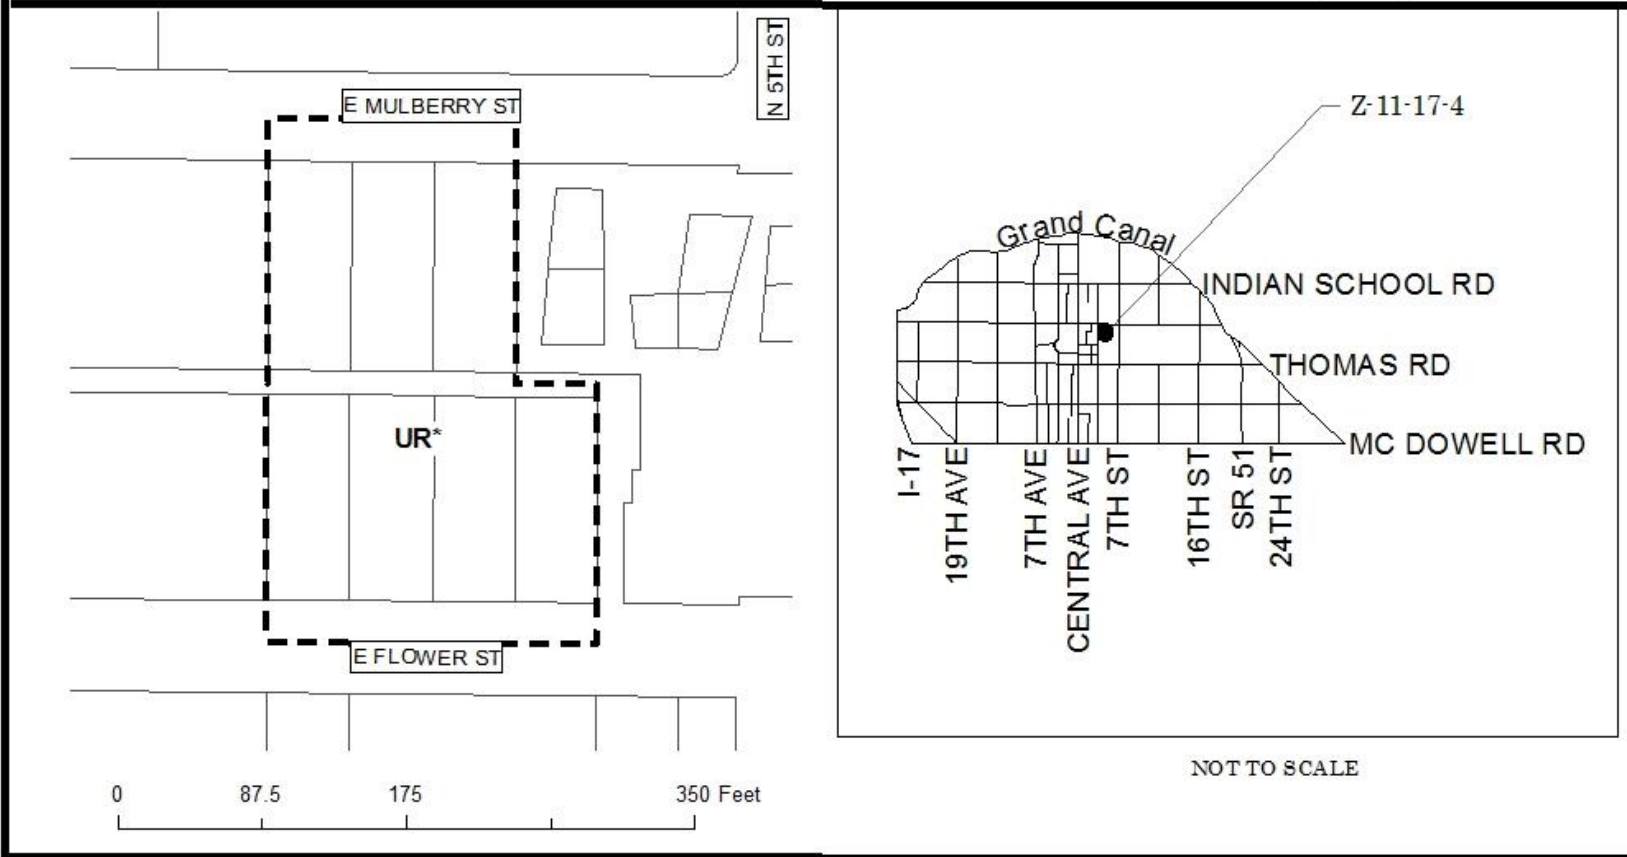 N 5TH ST
E MULBERRY ST
UR*
E FLOWER ST
0 87.5 175 350 Feet
Z-11-17-4
Grand Canal
INDIAN SCHOOL RD
THOMAS RD
MC DOWELL RD
I-17
19TH AVE
7TH AVE
CENTRAL AVE
7TH ST
16TH ST
SR 51
24TH ST
NOT TO SCALE